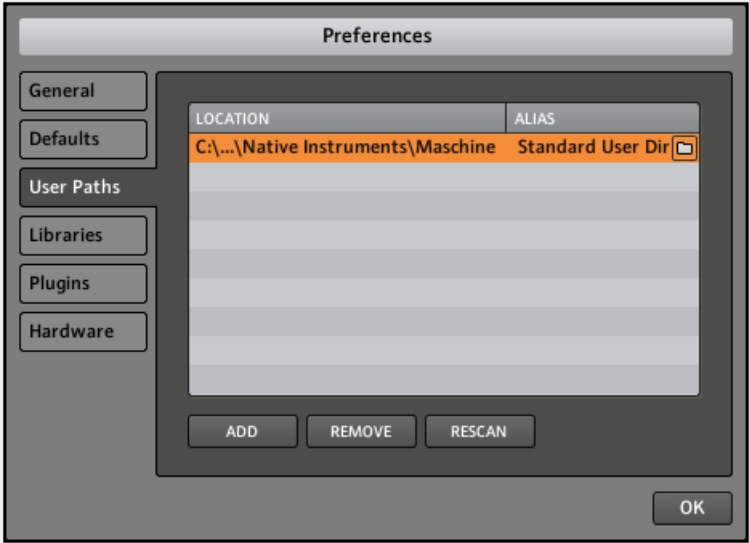 Preferences
General
Defaults
User Paths
Libraries
Plugins
Hardware
LOCATION ALIAS
C:\...\Native Instruments\Maschine Standard User Dir
ADD REMOVE RESCAN
OK